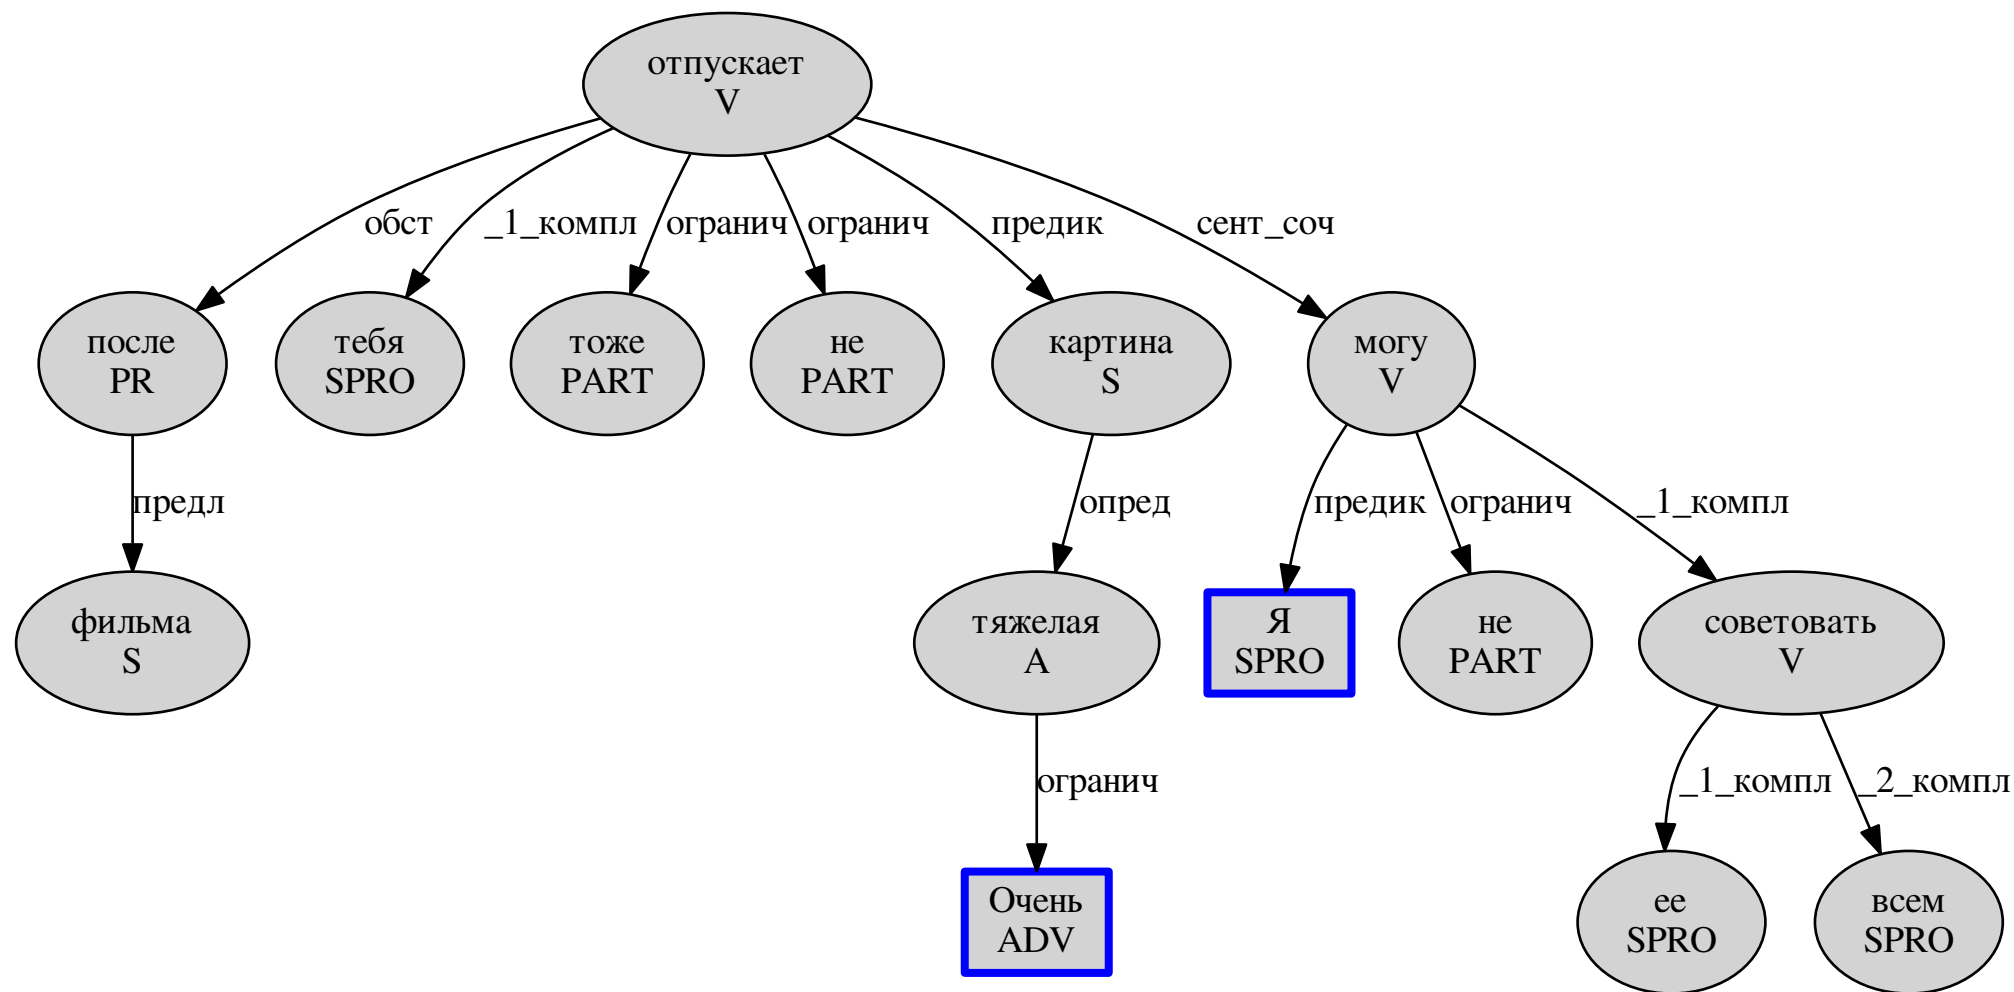 отпускает
V
обст
_1_компл
огранич
огранич
предик
сент_соч
после
PR
тебя
SPRO
тоже
PART
не
PART
картина
S
могу
V
предл
опред
предик
огранич
_1_компл
фильма
S
тяжелая
A
Я
SPRO
не
PART
советовать
V
огранич
_1_компл
_2_компл
Очень
ADV
ее
SPRO
всем
SPRO